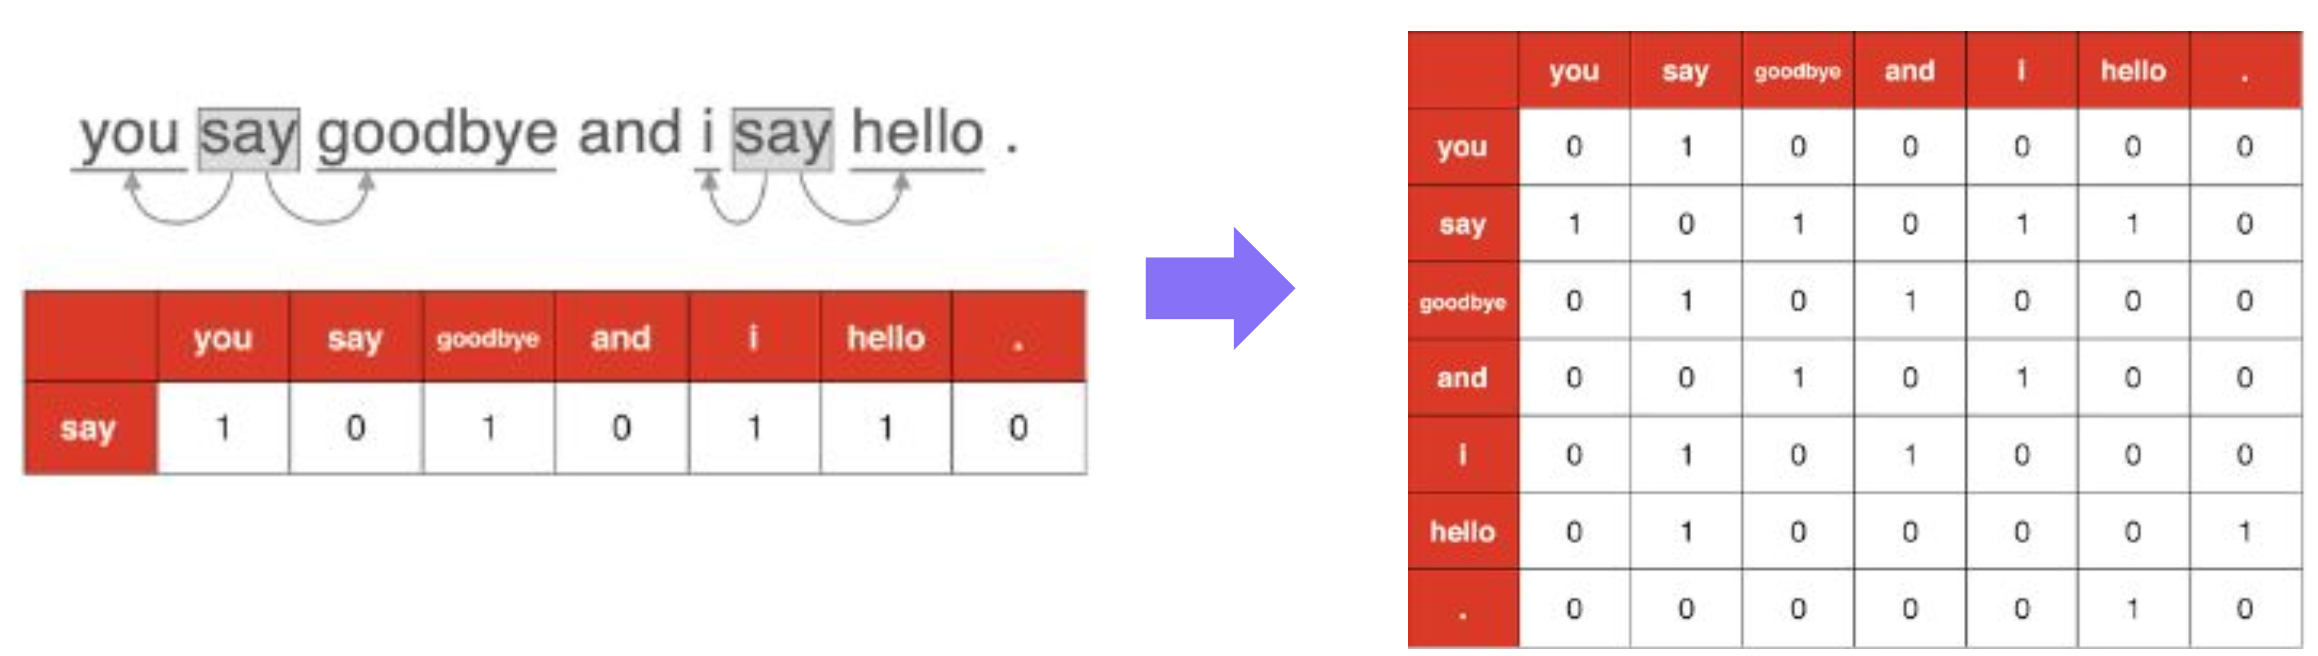 you say goodbye and i say hello .
you say goodbye and i hello .
say 1 0 1 0 1 1 0
you say goodbye and i hello .
you 0 1 0 0 0 0 0
say 1 0 1 0 1 1 0
goodbye 0 1 0 1 0 0 0
and 0 0 1 0 1 0 0
i 0 1 0 1 0 0 0
hello 0 1 0 0 0 0 1
. 0 0 0 0 0 1 0